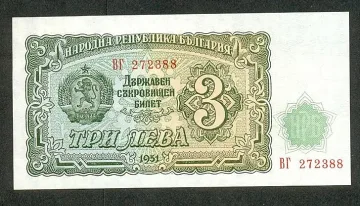 НАРОДНА РЕПУБЛИКА БЪЛГАРИЯ
ВГ 272388
ДЪРЖАВЕН
СЪКРОВИЩЕН
БИЛЕТ
3
ТРИ ЛЕВА
1951
ВГ 272388